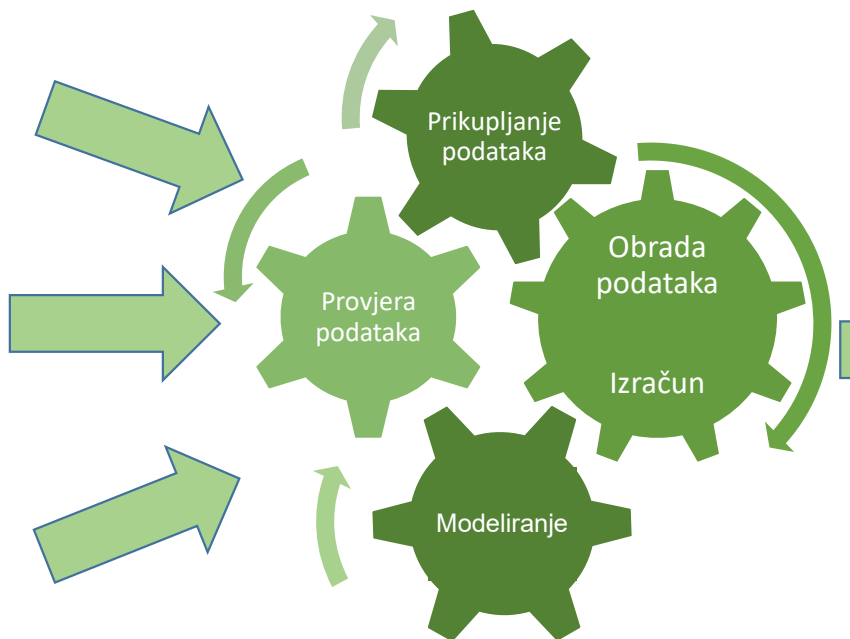 Prikupljanje
podataka
Obrada
podataka
Izračun
Provjera
podataka
Modeliranje